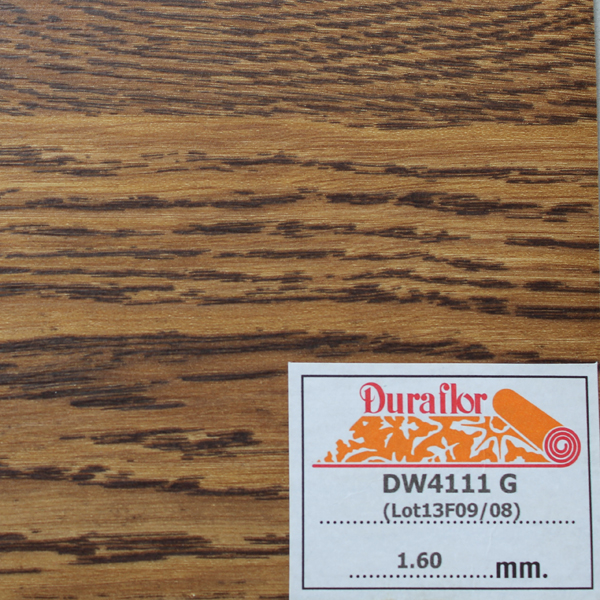 Duraflor
DW4111 G
(Lot13F09/08)
1.60 mm.